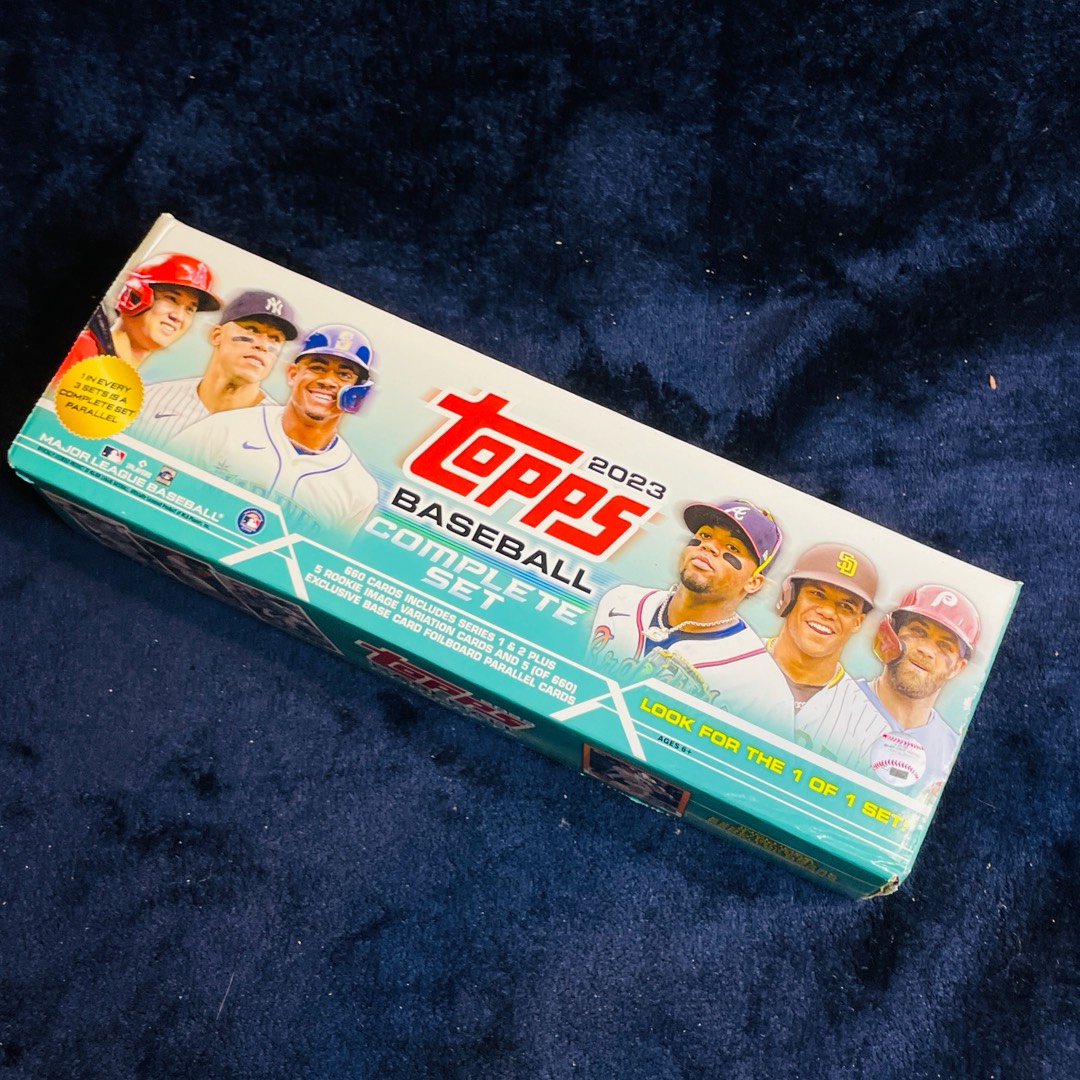 1 IN EVERY
3 SETS IS A
COMPLETE SET
PARALLEL
MAJOR LEAGUE BASEBALL®
2023
TOPPS
BASEBALL
COMPLETE
SET
660 CARDS INCLUDES SERIES 1 & 2 PLUS
5 ROOKIE IMAGE VARIATION CARDS AND 5 (OF 660)
EXCLUSIVE BASE CARD FOILBOARD PARALLEL CARDS
LOOK FOR THE 1 OF 1 SET!
AGES 6+
TOPPS